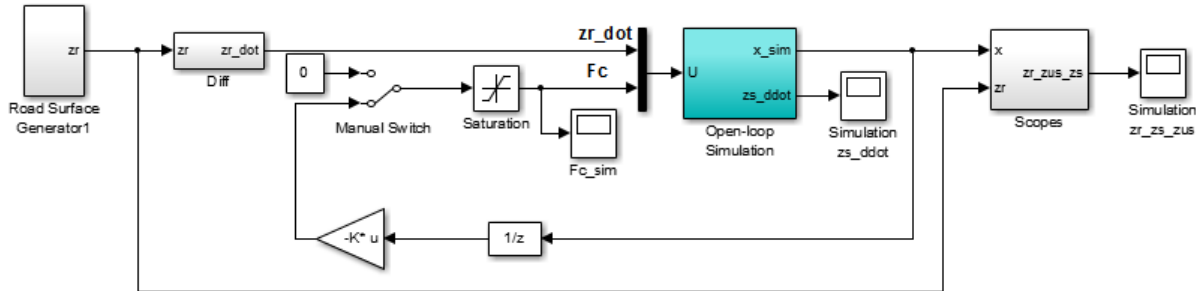 zr
Road Surface
Generator1
zr
zr_dot
Diff
0
Manual Switch
Saturation
Fc_sim
zr_dot
Fc
U
x_sim
zs_ddot
Open-loop
Simulation
Simulation
zs_ddot
x
zr
zr_zus_zs
Scopes
Simulation
zr_zs_zus
-K* u
1/z